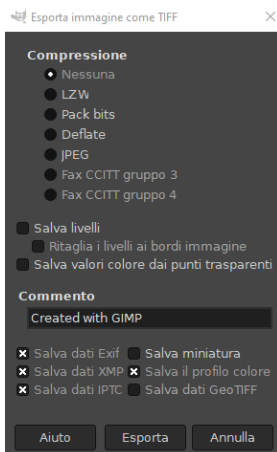 Esporta immagine come TIFF
Compressione
Nessuna
LZW
Pack bits
Deflate
JPEG
Fax CCITT gruppo 3
Fax CCITT gruppo 4
Salva livelli
Ritaglia i livelli ai bordi immagine
Salva valori colore dai punti trasparenti
Commento
Created with GIMP
Salva dati Exif Salva miniatura
Salva dati XMP Salva il profilo colore
Salva dati IPTC Salva dati GeoTIFF
Aiuto Esporta Annulla